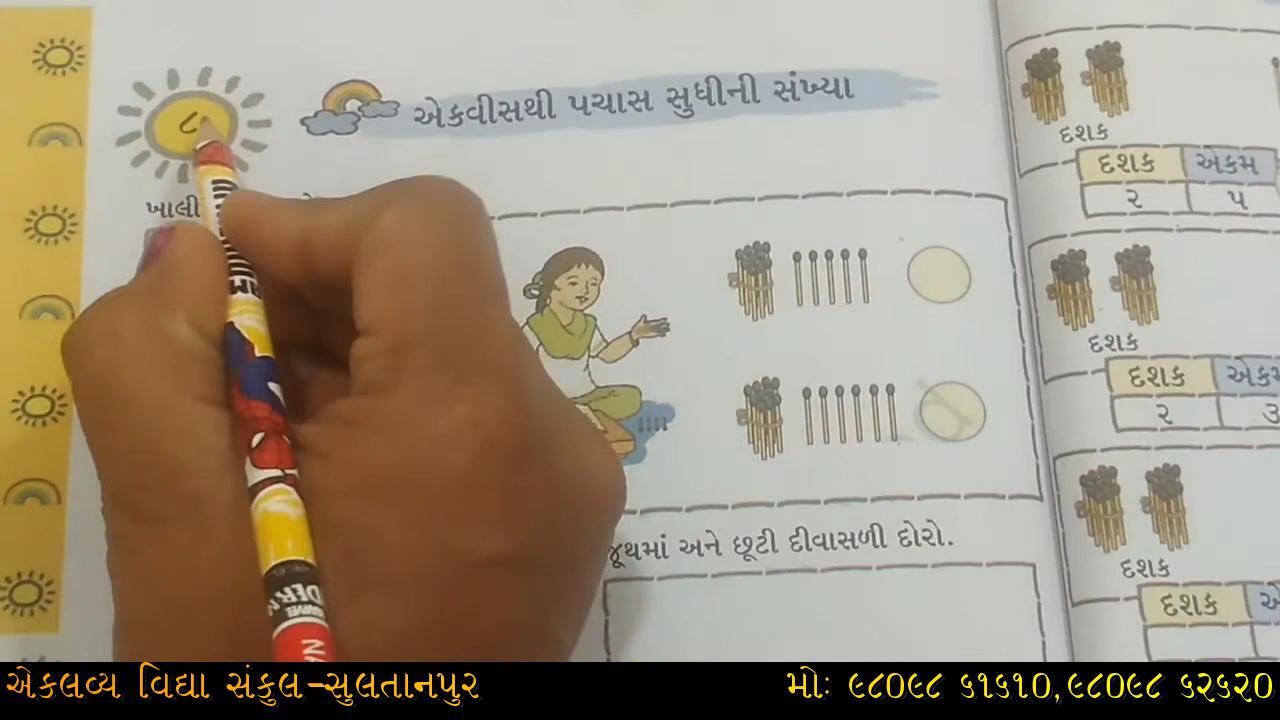 ૮
એકવીસથી પચાસ સુધીની સંખ્યા
ખાલી
જૂથમાં અને છૂટી દીવાસળી દોરો.
દશક
દશક એકમ
૨ ૫
દશક
દશક
૨ ૩
દશક
દશક
એકલવ્ય વિદ્યા સંકુલ-સુલતાનપુર
મોઃ ૯૮૦૯૮ ૬૧૬૧૦,૯૮૦૯૮ ૬૨૬૨૦